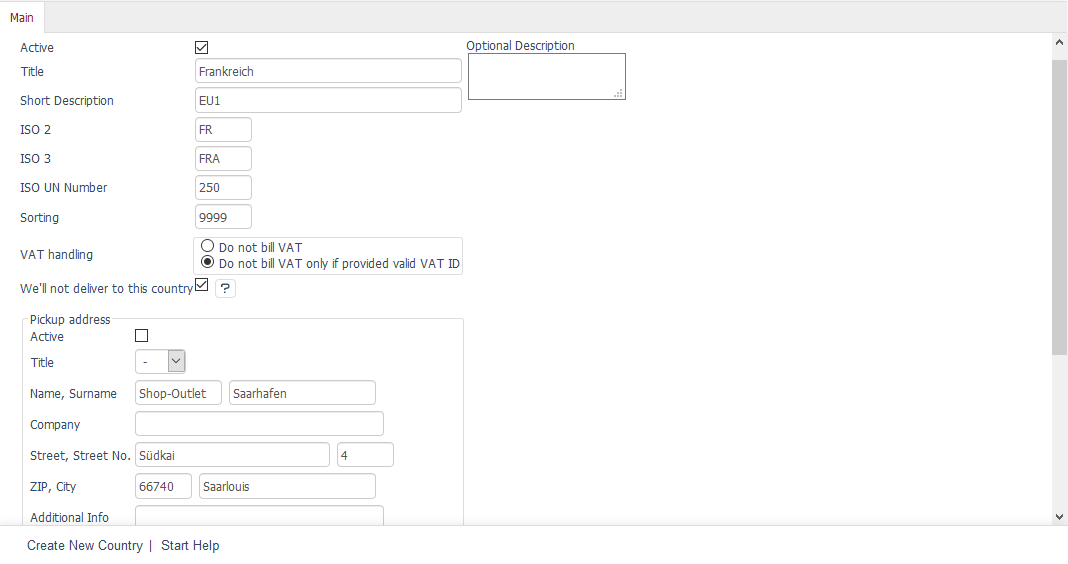 Main
Active
Optional Description
Title Frankreich
Short Description EU1
ISO 2 FR
ISO 3 FRA
ISO UN Number 250
Sorting 9999
VAT handling
Do not bill VAT
Do not bill VAT only if provided valid VAT ID
We'll not deliver to this country ?
Pickup address
Active
Title -
Name, Surname Shop-Outlet Saarhafen
Company
Street, Street No. Südkai 4
ZIP, City 66740 Saarlouis
Additional Info
Create New Country | Start Help